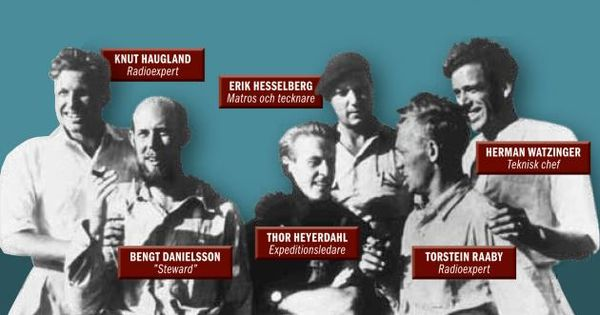 KNUT HAUGLAND
Radioexpert
ERIK HESSELBERG
Matros och tecknare
HERMAN WATZINGER
Teknisk chef
BENGT DANIELSSON
"Steward"
THOR HEYERDAHL
Expeditionsledare
TORSTEIN RAABY
Radioexpert